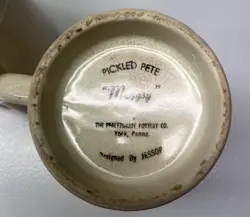 PICKLED PETE
"Muggsy"
THE PFALTZGRAFF POTTERY CO.
York, Penna.
Designed By JESSOP